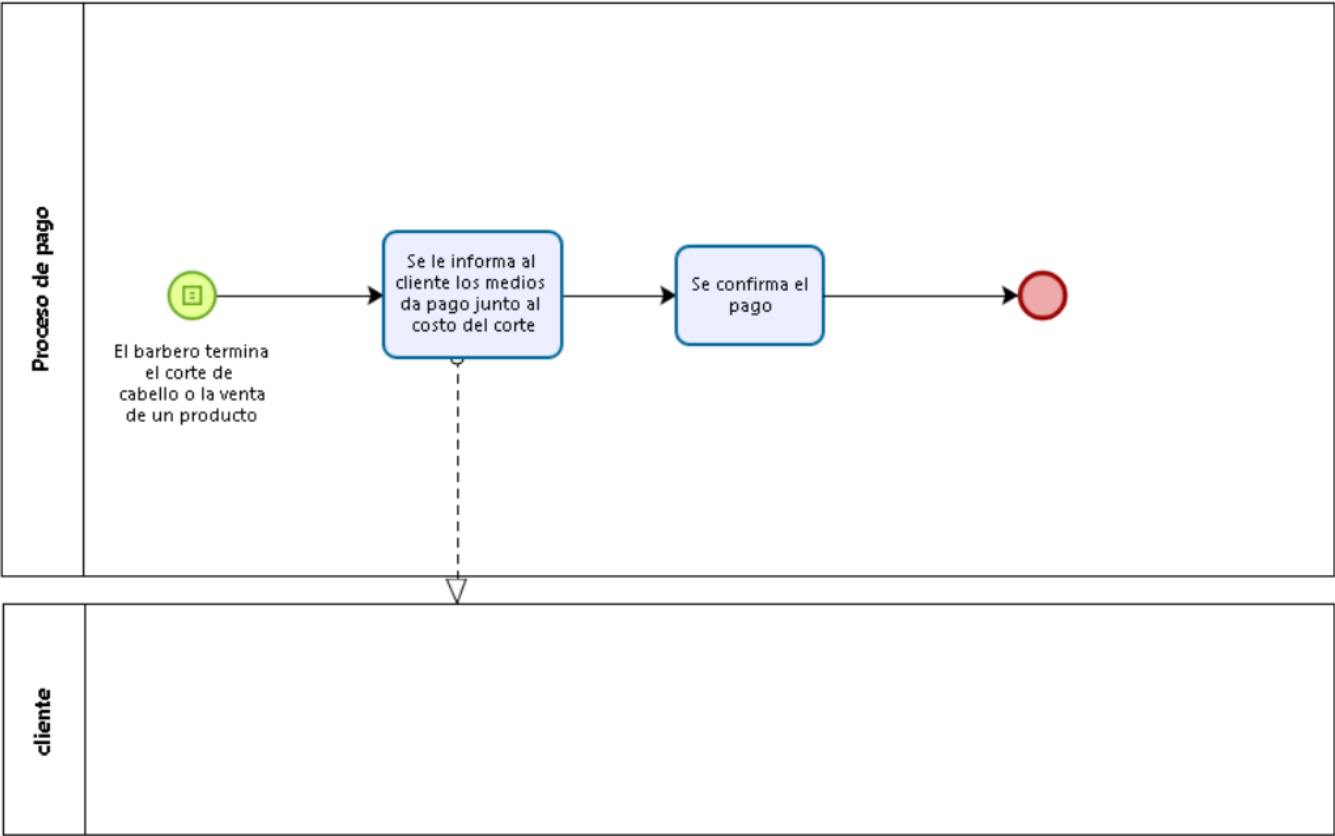 Proceso de pago
El barbero termina
el corte de
cabello o la venta
de un producto
Se le informa al
cliente los medios
da pago junto al
costo del corte
Se confirma el
pago
cliente